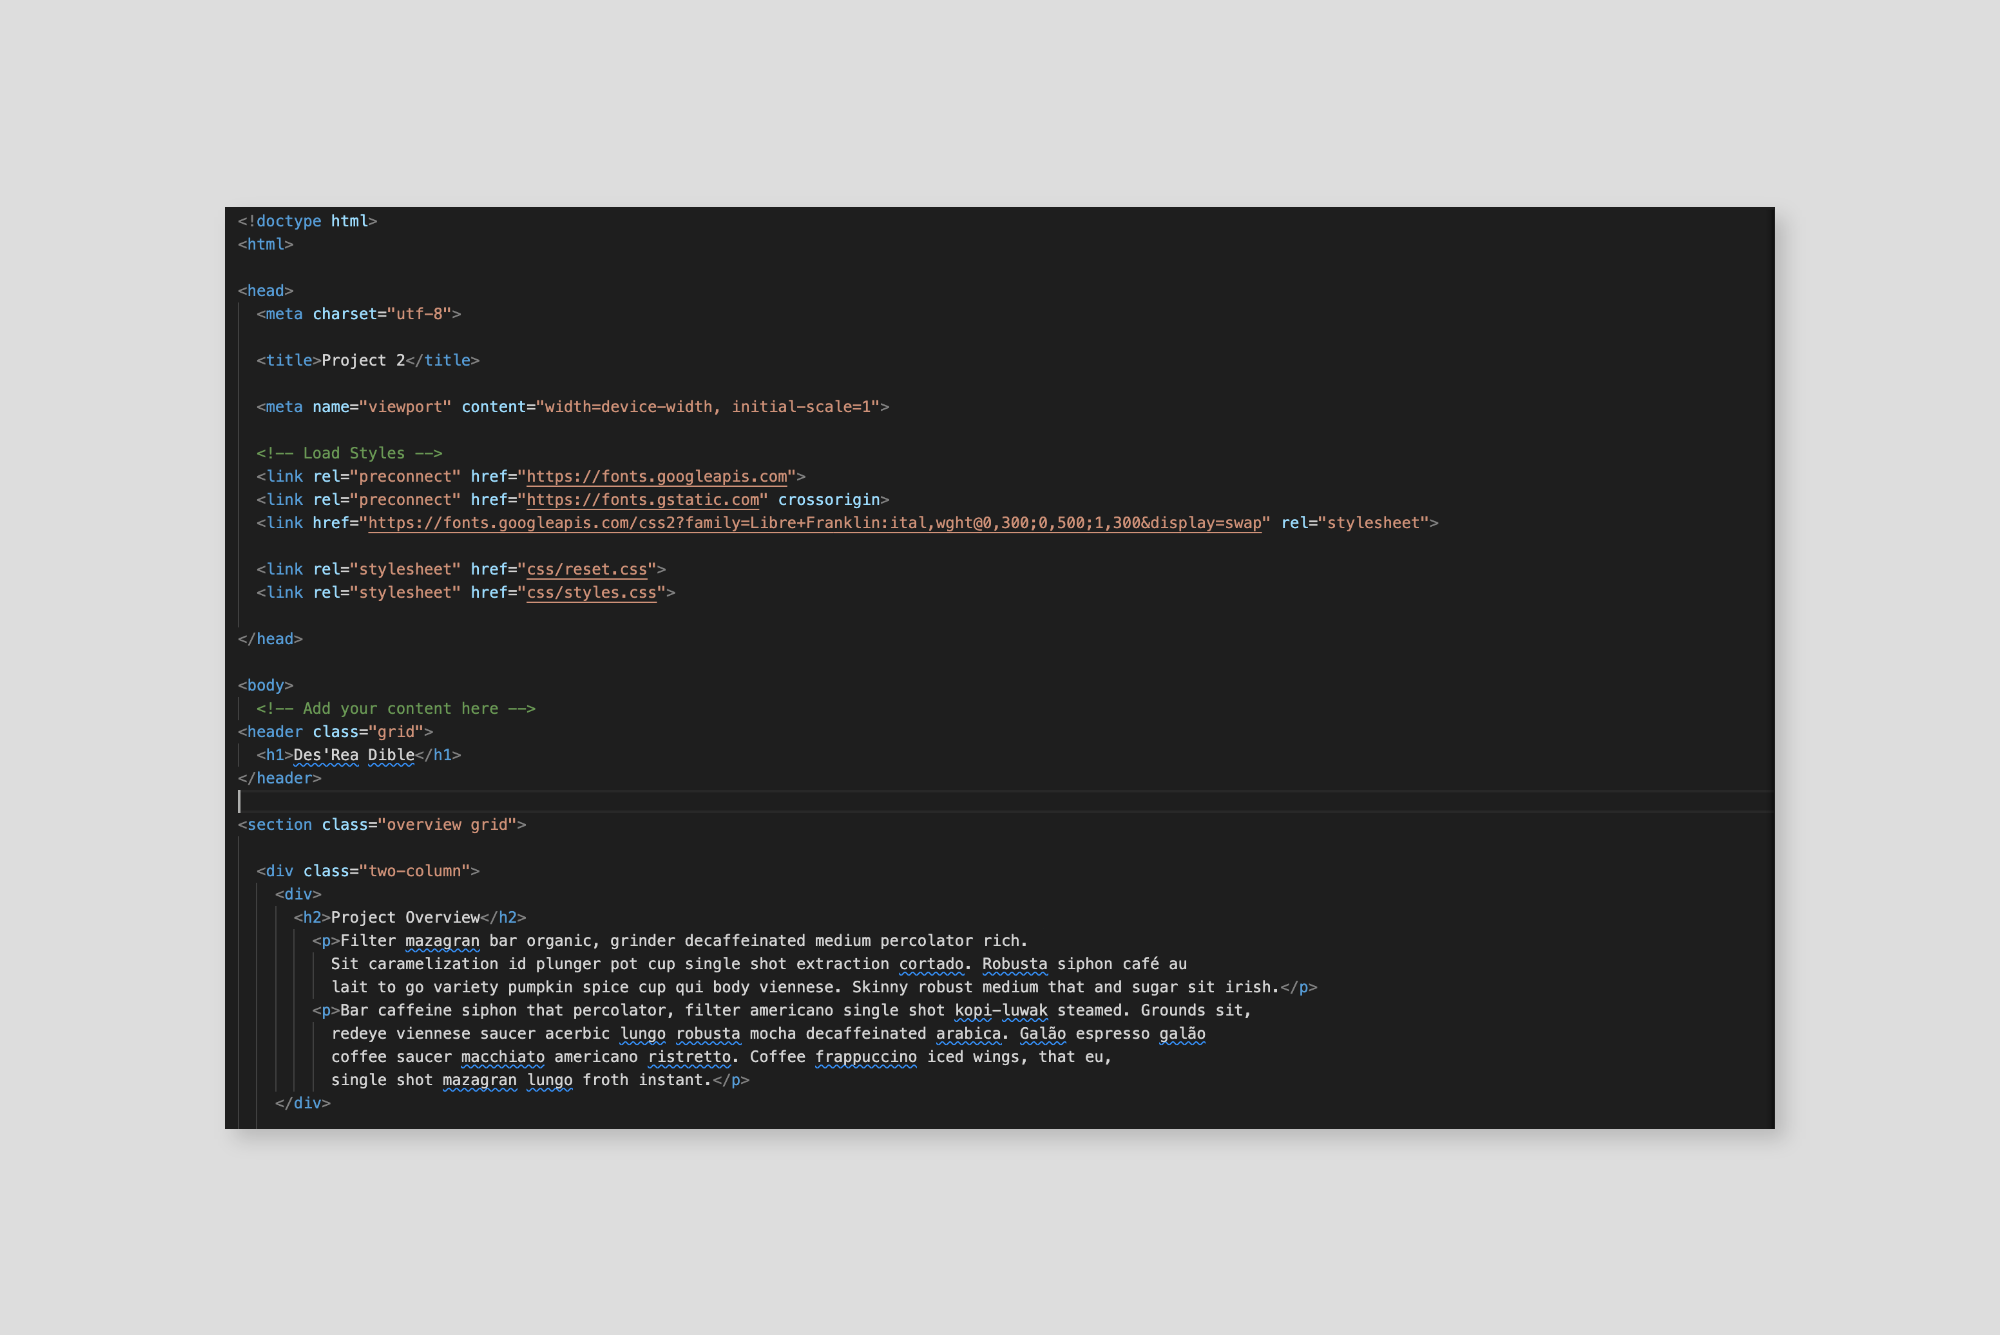 <!doctype html>
<html>
<head>
<meta charset="utf-8">
<title>Project 2</title>
<meta name="viewport" content="width=device-width, initial-scale=1">
<!-- Load Styles -->
<link rel="preconnect" href="https://fonts.googleapis.com">
<link rel="preconnect" href="https://fonts.gstatic.com" crossorigin>
<link href="https://fonts.googleapis.com/css2?family=Libre+Franklin:ital,wght@0,300;0,500;1,300&display=swap" rel="stylesheet">
<link rel="stylesheet" href="css/reset.css">
<link rel="stylesheet" href="css/styles.css">
</head>
<body>
<!-- Add your content here -->
<header class="grid">
<h1>Des'Rea Dible</h1>
</header>
<section class="overview grid">
<div class="two-column">
<div>
<h2>Project Overview</h2>
<p>Filter mazagran bar organic, grinder decaffeinated medium percolator rich.
Sit caramelization id plunger pot cup single shot extraction cortado. Robusta siphon café au
lait to go variety pumpkin spice cup qui body viennese. Skinny robust medium that and sugar sit irish.</p>
<p>Bar caffeine siphon that percolator, filter americano single shot kopi-luwak steamed. Grounds sit,
redeye viennese saucer acerbic lungo robusta mocha decaffeinated arabica. Galão espresso galão
coffee saucer macchiato americano ristretto. Coffee frappuccino iced wings, that eu,
single shot mazagran lungo froth instant.</p>
</div>